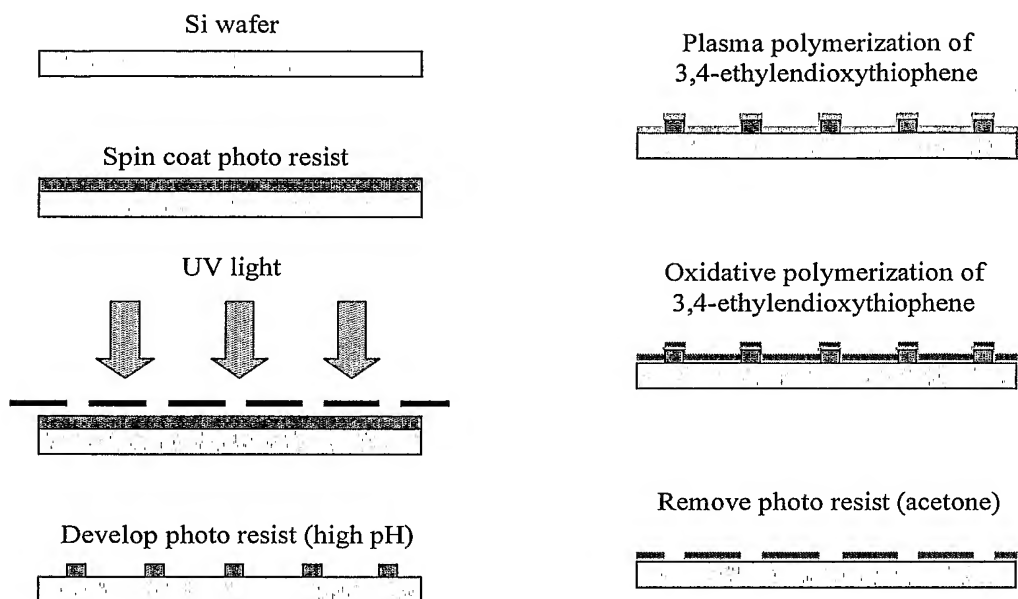 Si wafer
Spin coat photo resist
UV light
Develop photo resist (high pH)
Plasma polymerization of
3,4-ethylendioxythiophene
Oxidative polymerization of
3,4-ethylendioxythiophene
Remove photo resist (acetone)